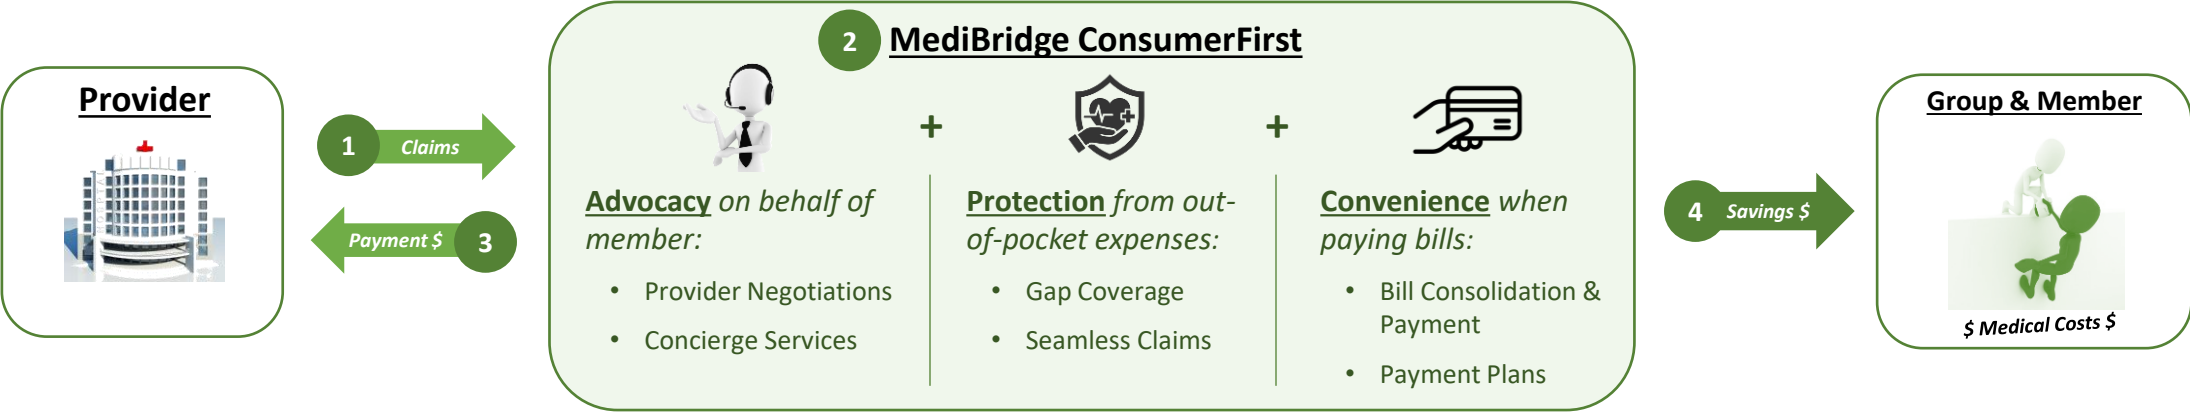 Provider
1 Claims
Payment $ 3
2 MediBridge ConsumerFirst
+
+
Advocacy on behalf of
member:
• Provider Negotiations
• Concierge Services
Protection from out-
of-pocket expenses:
• Gap Coverage
• Seamless Claims
Convenience when
paying bills:
• Bill Consolidation &
Payment
• Payment Plans
4 Savings $
Group & Member
$ Medical Costs $